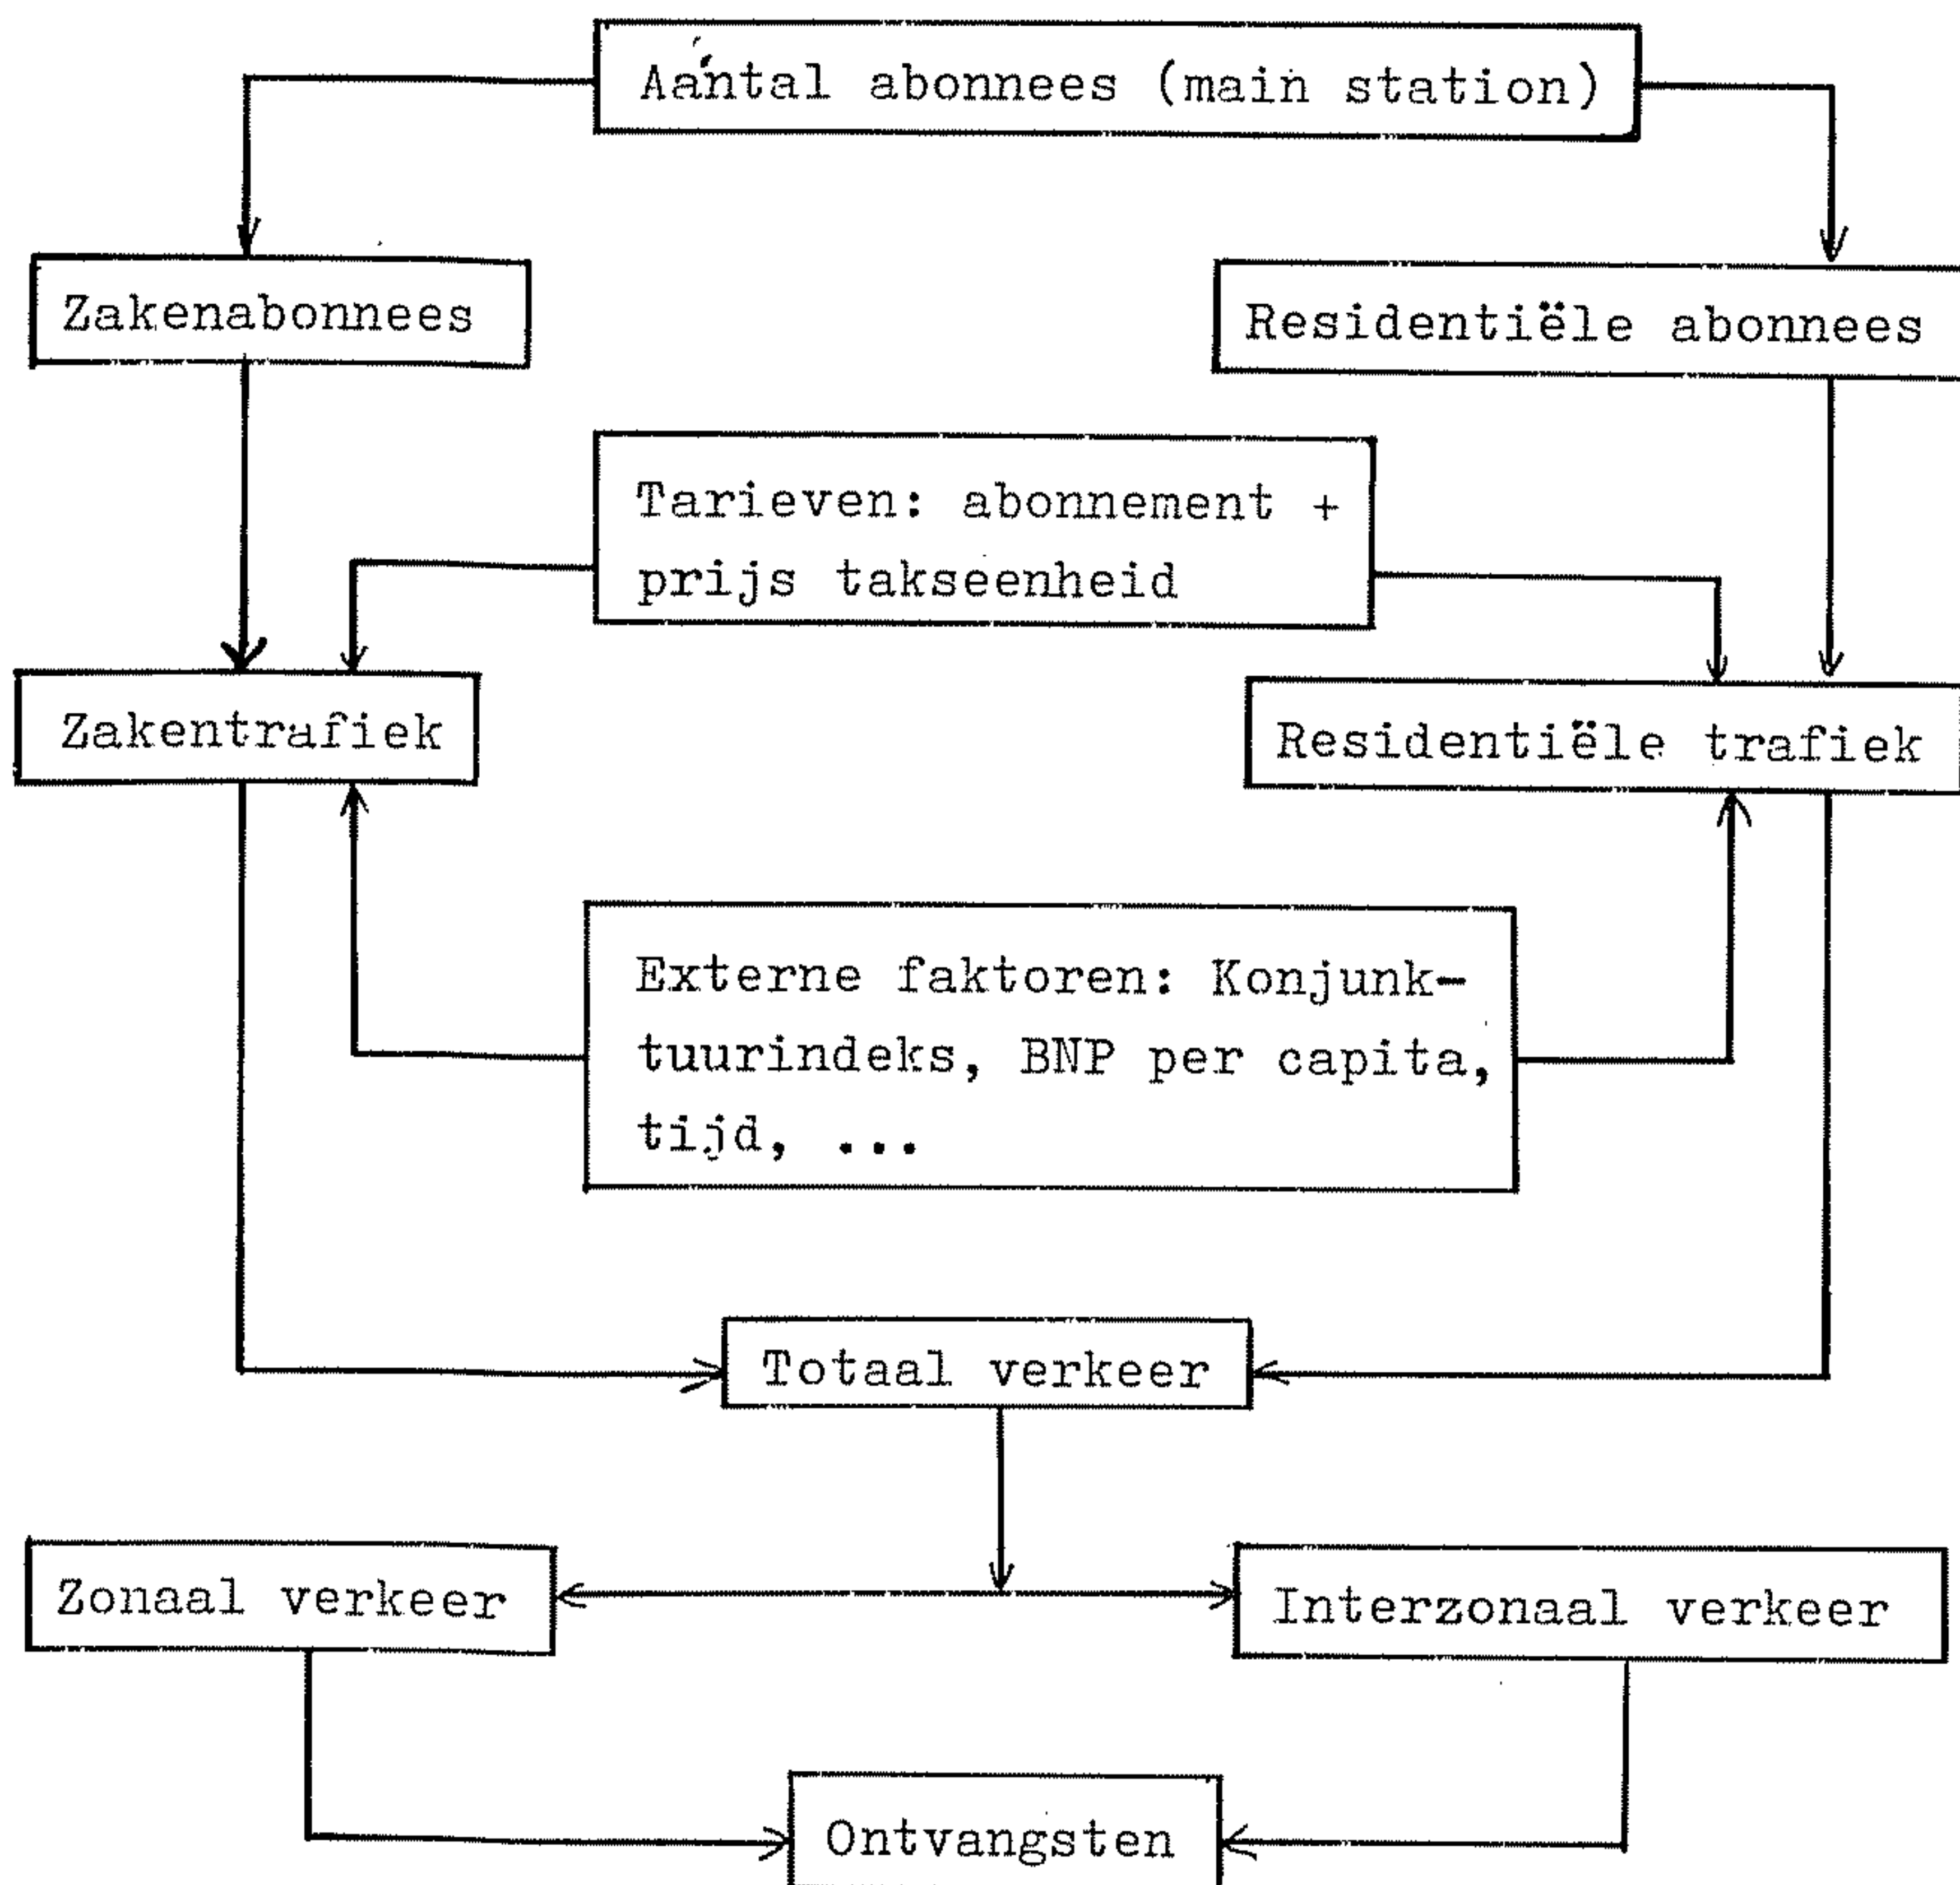 Aantal abonnees (main station)
Zakenabonnees
Residentiële abonnees
Tarieven: abonnement +
prijs takseenheid
Zakentrafiek
Residentiële trafiek
Externe faktoren: Konjunk-
tuurindeks, BNP per capita,
tijd, ...
Totaal verkeer
Zonaal verkeer
Interzonaal verkeer
Ontvangsten